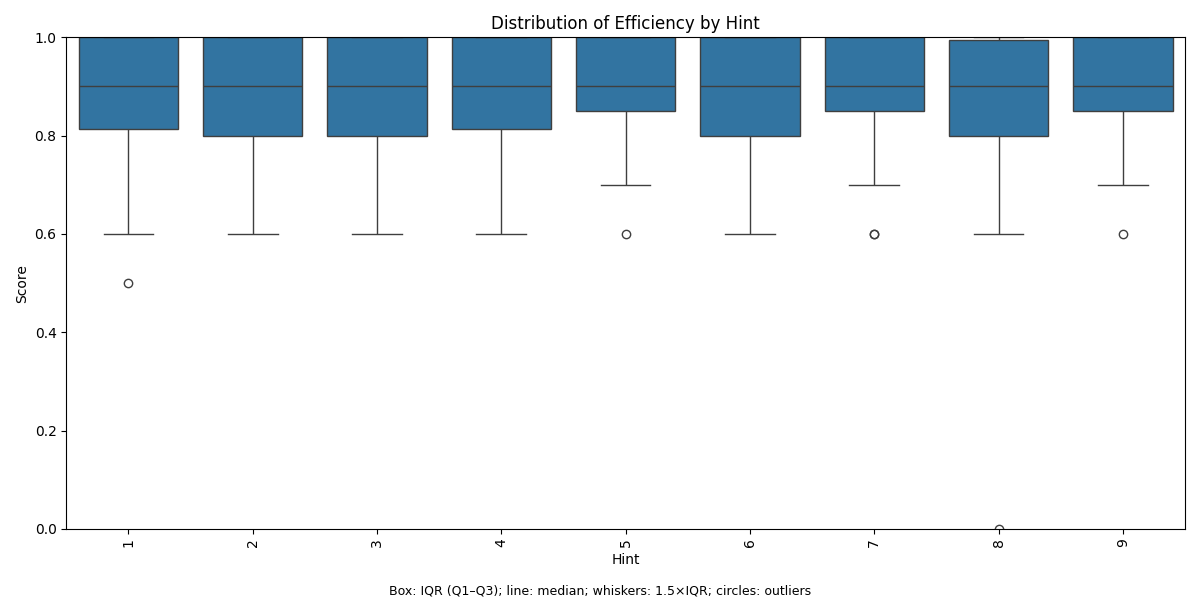 Distribution of Efficiency by Hint
1.0
0.8
0.6
0.4
0.2
0.0
Score
1 2 3 4 5 6 7 8 9
Hint
Box: IQR (Q1–Q3); line: median; whiskers: 1.5×IQR; circles: outliers